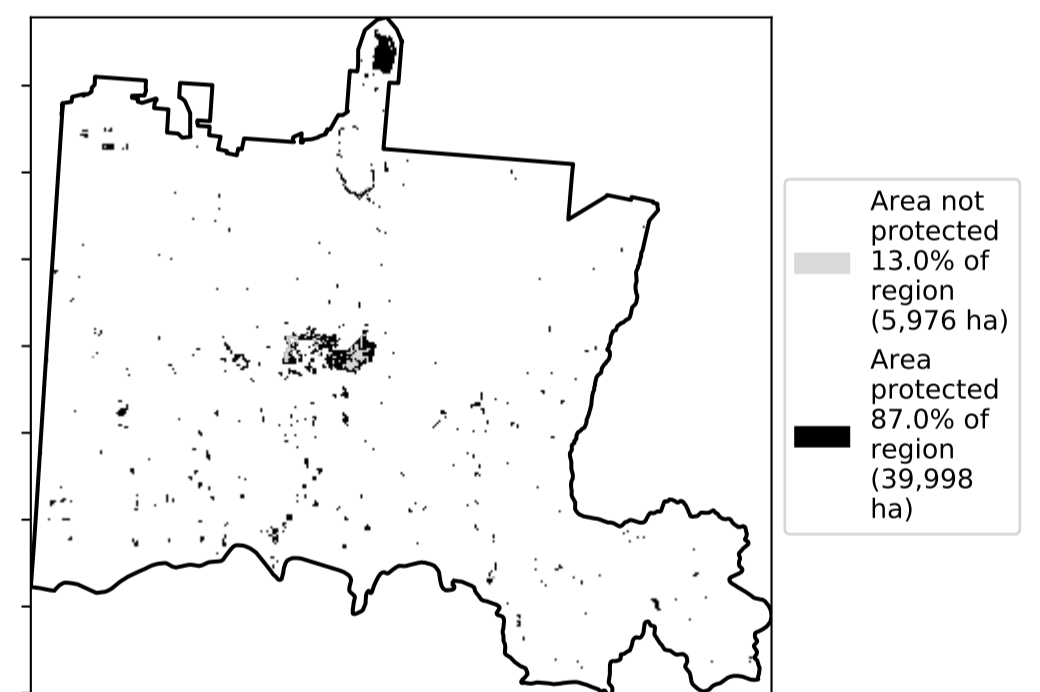 Area not
protected
13.0% of
region
(5,976 ha)
Area
protected
87.0% of
region
(39,998
ha)